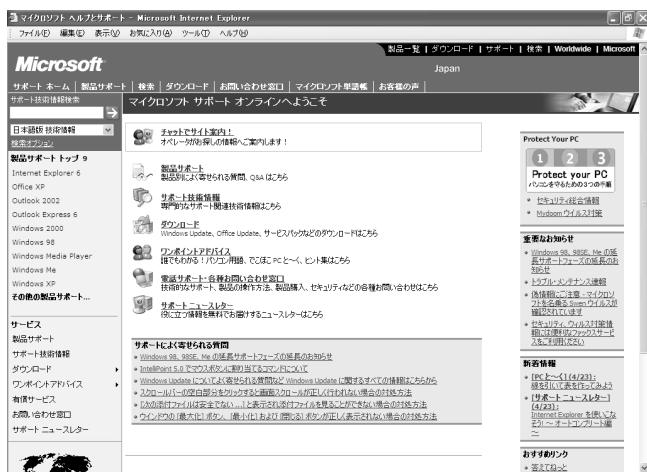 マイクロソフト ヘルプとサポート - Microsoft Internet Explorer
ファイル(F) 編集(E) 表示(V) お気に入り(A) ツール(T) ヘルプ(H)
製品一覧 | ダウンロード | サポート | 検索 | Worldwide | Microsoft
Microsoft
Japan
サポート ホーム | 製品サポート | 検索 | ダウンロード | お問い合わせ窓口 | マイクロソフト単語帳 | お客様の声 |
サポート技術情報検索
日本語版 技術情報
検索オプション
製品サポート トップ 9
Internet Explorer 6
Office XP
Outlook 2002
Outlook Express 6
Windows 2000
Windows 98
Windows Media Player
Windows Me
Windows XP
その他の製品サポート...
サービス
製品サポート
サポート技術情報
ダウンロード
ワンポイントアドバイス
有償サービス
お問い合わせ窓口
サポート ニュースレター
マイクロソフト サポート オンラインへようこそ
チャットでサイト案内!
オペレータがお探しの情報へご案内します!
製品サポート
製品別によく寄せられる質問、Q&A はこちら
サポート技術情報
専門的なサポート関連技術情報はこちら
ダウンロード
Windows Update、Office Update、サービスパックなどのダウンロードはこちら
ワンポイントアドバイス
誰でもわかる! パソコン用語、てこほこ PC と〜く、ヒント集はこちら
電話サポート・各種お問い合わせ窓口
技術的なサポート、製品の操作方法、製品購入、セキュリティなどの各種お問い合わせはこちら
サポート ニュースレター
役に立つ情報を無料でお届けするニュースレターはこちら
サポートによく寄せられる質問
Windows 98、98SE、Me の延長サポートフェーズの延長のお知らせ
IntelliPoint 5.0 でマウスボタンに割り当てるコマンドについて
Windows Update についてよく寄せられる質問など Windows Update に関するすべての情報はこちらから
スクロールバーの空白部分をクリックすると画面スクロールが正しく行われない場合の対処方法
[次の添付ファイルは安全でない ...] と表示され添付ファイルを見ることができない場合の対処方法
ウインドウの [最大化] ボタン、[最小化] および [閉じる] ボタンが正しく表示されない場合の対処方法
Protect Your PC
1 2 3
Protect your PC
パソコンを守るための3つの手順
セキュリティ総合情報
Mydoom ウイルス対策
重要なお知らせ
Windows 98、98SE、Me の延長サポートフェーズの延長のお知らせ
トラブル・メンテナンス速報
偽情報にご注意 - マイクロソフトを名乗る Swen ウイルスが確認されています
セキュリティ、ウィルス対策情報には便利なファックスサービスをご利用ください
新着情報
[PC と〜く] (4/23) :
線を引いて表を作ってみよう
[サポート ニュースレター] (4/23) :
Internet Explorer を使いこなそう! 〜 オートコンプリート編 〜
おすすめリンク
答えてねっと